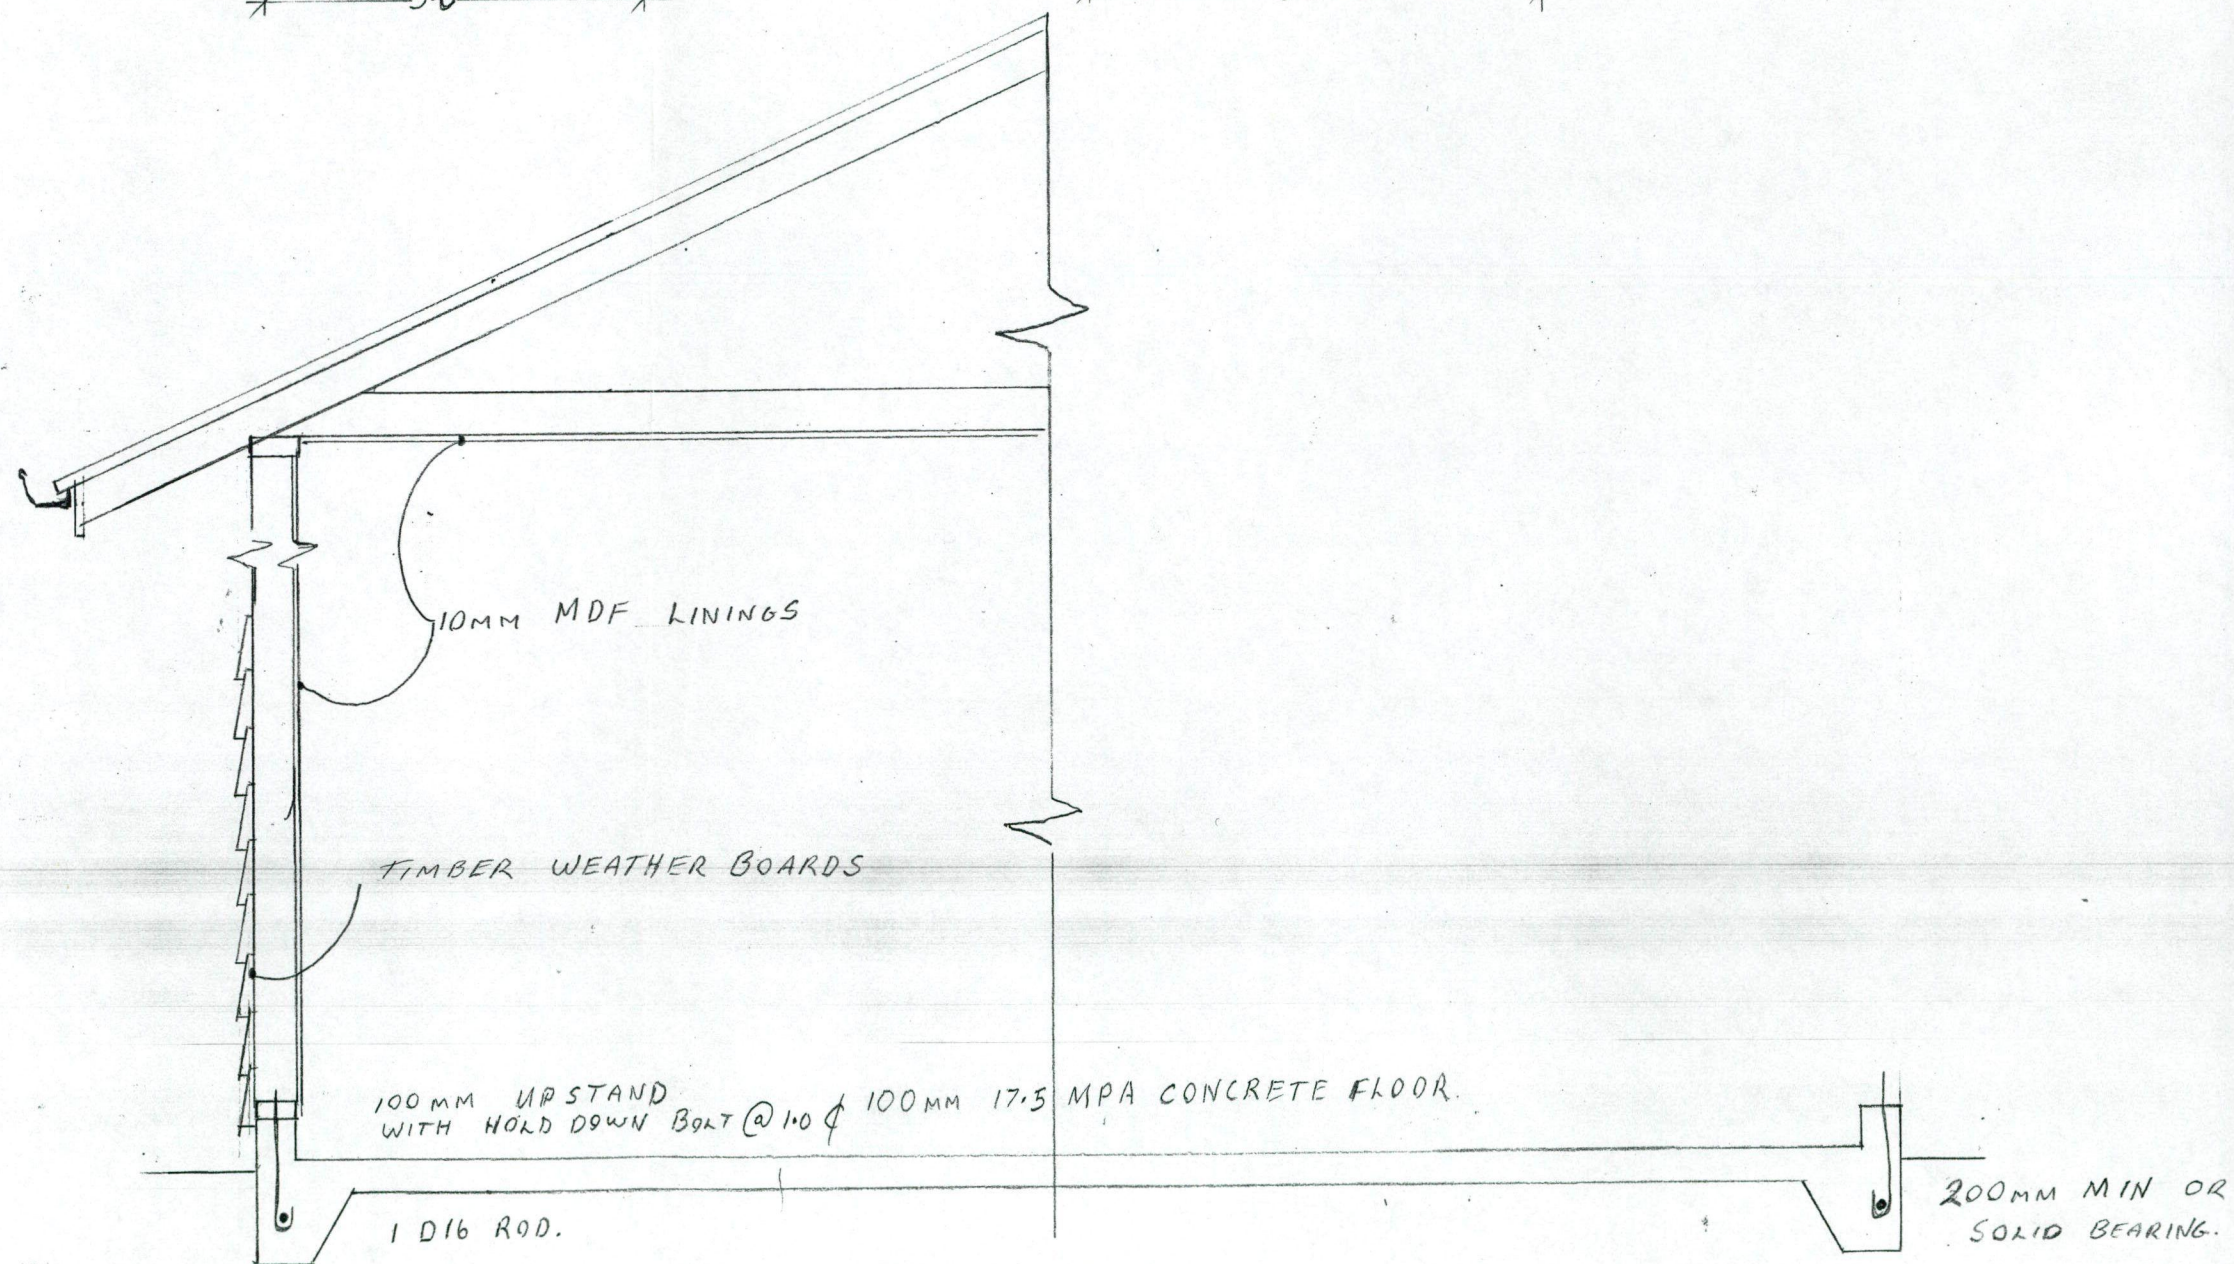 10MM MDF LININGS
TIMBER WEATHER BOARDS
100MM UPSTAND
WITH HOLD DOWN BOLT @ 1.0 ¢
100MM 17.5 MPA CONCRETE FLOOR.
1 D16 ROD.
200MM MIN OR
SOLID BEARING.